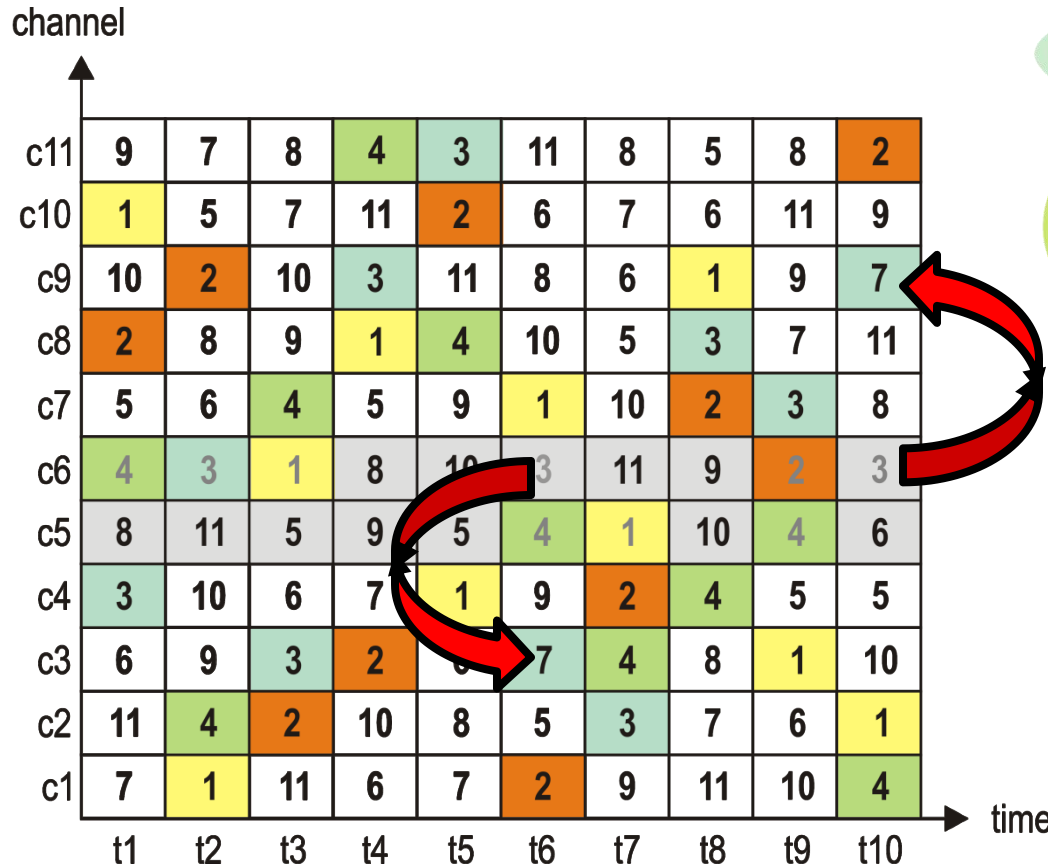 channel
c11 9 7 8 4 3 11 8 5 8 2
c10 1 5 7 11 2 6 7 6 11 9
c9 10 2 10 3 11 8 6 1 9 7
c8 2 8 9 1 4 10 5 3 7 11
c7 5 6 4 5 9 1 10 2 3 8
c6 4 3 1 8 10 3 11 9 2 3
c5 8 11 5 9 5 4 1 10 4 6
c4 3 10 6 7 1 9 2 4 5 5
c3 6 9 3 2 7 4 8 1 10
c2 11 4 2 10 8 5 3 7 6 1
c1 7 1 11 6 7 2 9 11 10 4
time
t1 t2 t3 t4 t5 t6 t7 t8 t9 t10